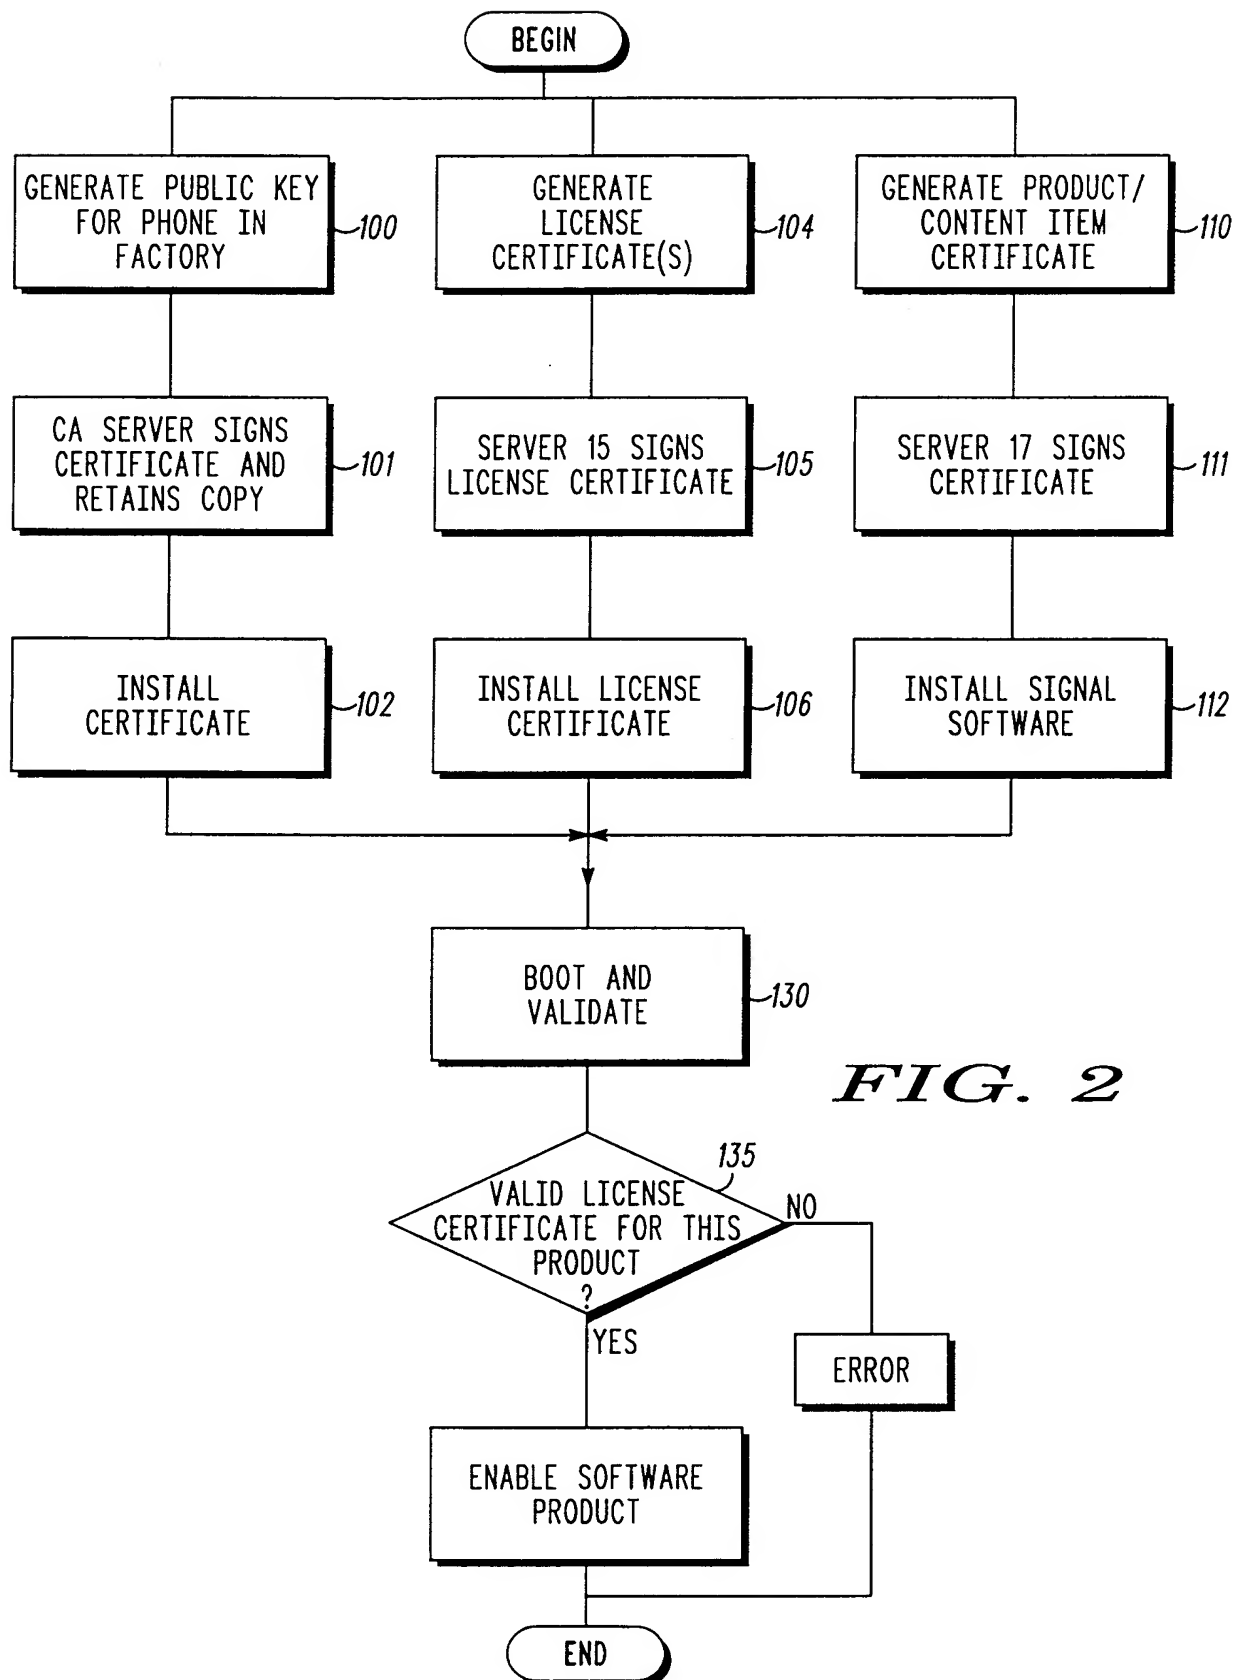 BEGIN
GENERATE PUBLIC KEY
FOR PHONE IN
FACTORY
100
GENERATE
LICENSE
CERTIFICATE(S)
104
GENERATE PRODUCT/
CONTENT ITEM
CERTIFICATE
110
CA SERVER SIGNS
CERTIFICATE AND
RETAINS COPY
101
SERVER 15 SIGNS
LICENSE CERTIFICATE
105
SERVER 17 SIGNS
CERTIFICATE
111
INSTALL
CERTIFICATE
102
INSTALL LICENSE
CERTIFICATE
106
INSTALL SIGNAL
SOFTWARE
112
BOOT AND
VALIDATE
130
FIG. 2
135
VALID LICENSE
CERTIFICATE FOR THIS
PRODUCT
?
NO
YES
ERROR
ENABLE SOFTWARE
PRODUCT
END